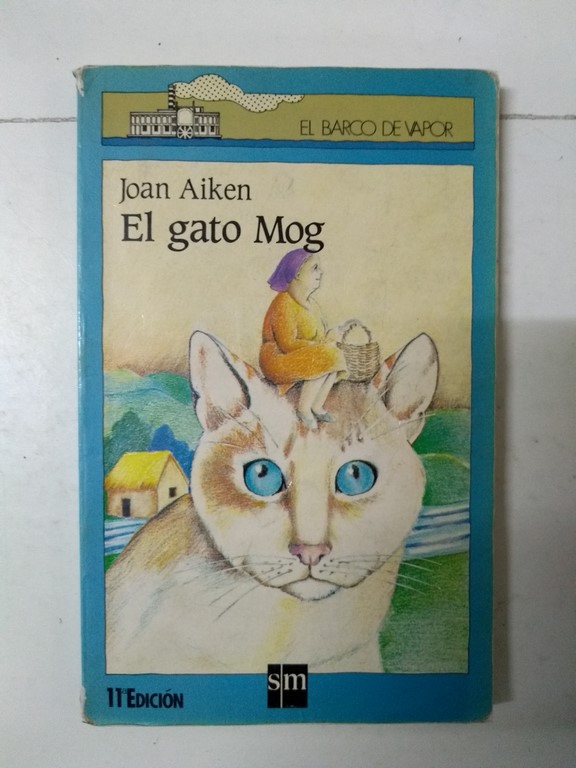 EL BARCO DE VAPOR
Joan Aiken
El gato Mog
sm
11ª EDICIÓN